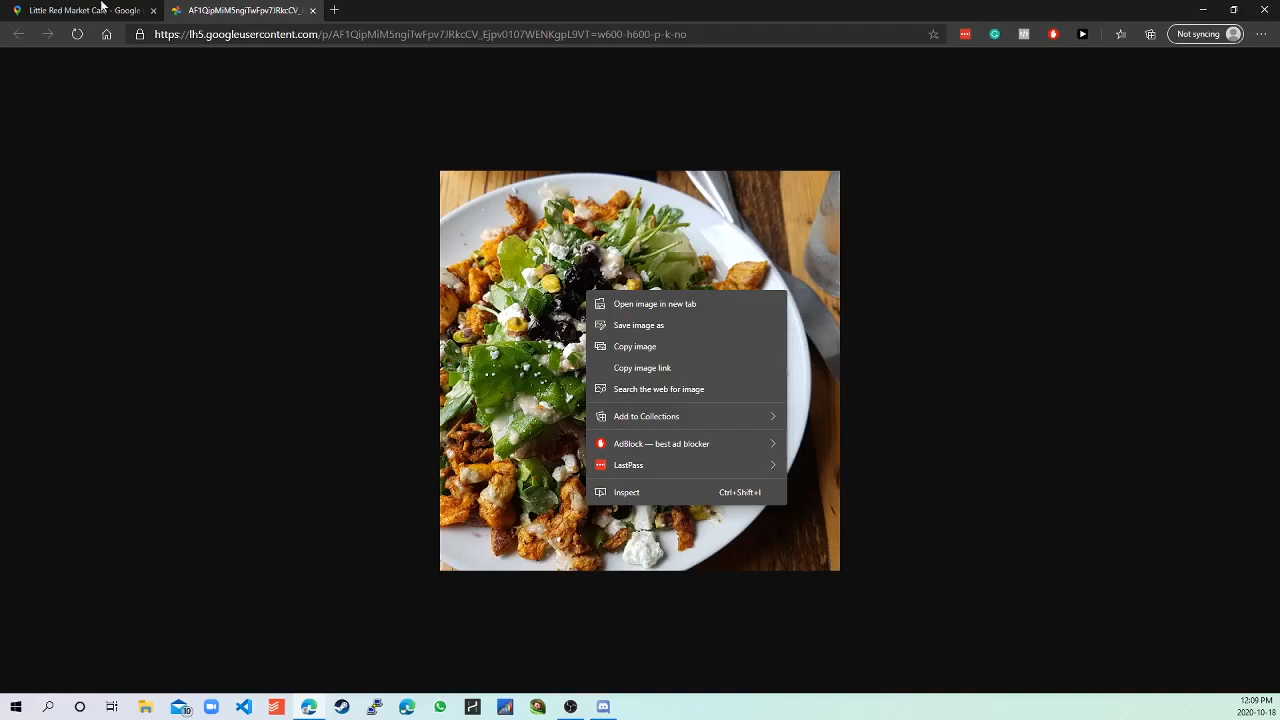 Little Red Market Cafe - Google
AF1QipMiM5ngiTwFpv7JRkcCV_
https://lh5.googleusercontent.com/p/AF1QipMiM5ngiTwFpv7JRkcCV_Ejpv0107WENKgpL9VT=w600-h600-p-k-no
Not syncing
Open image in new tab
Save image as
Copy image
Copy image link
Search the web for image
Add to Collections
AdBlock — best ad blocker
LastPass
Inspect Ctrl+Shift+I
10
12:09 PM
2020-10-18